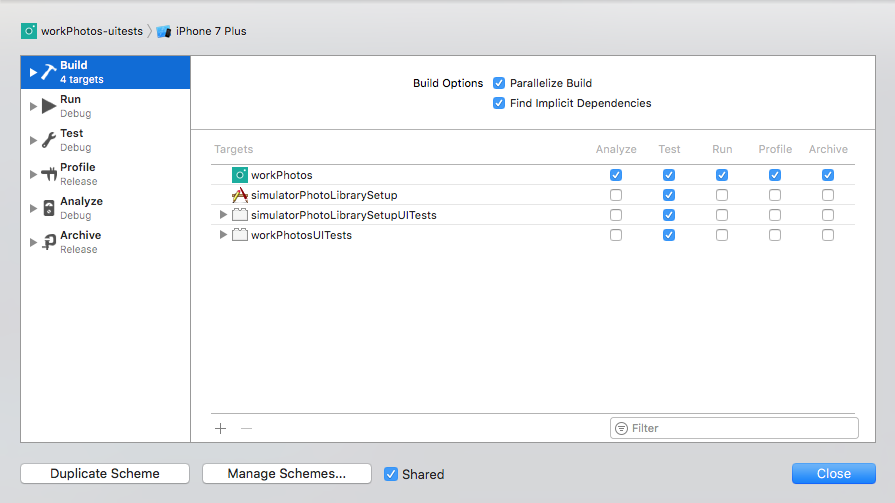 workPhotos-uitests iPhone 7 Plus
Build
4 targets
Run
Debug
Test
Debug
Profile
Release
Analyze
Debug
Archive
Release
Build Options Parallelize Build
Find Implicit Dependencies
Targets Analyze Test Run Profile Archive
workPhotos
simulatorPhotoLibrarySetup
simulatorPhotoLibrarySetupUITests
workPhotosUITests
Filter
Duplicate Scheme Manage Schemes... Shared Close